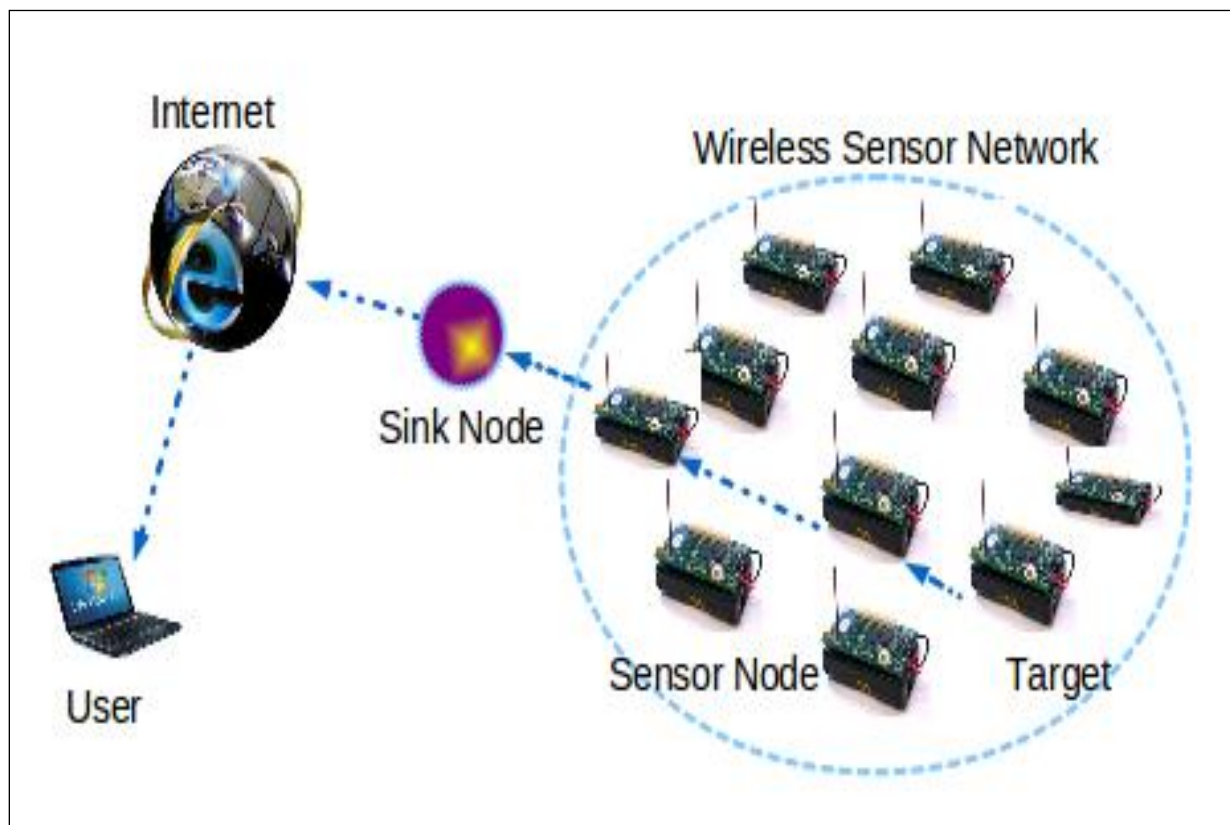 Internet
Wireless Sensor Network
Sink Node
Sensor Node
Target
User